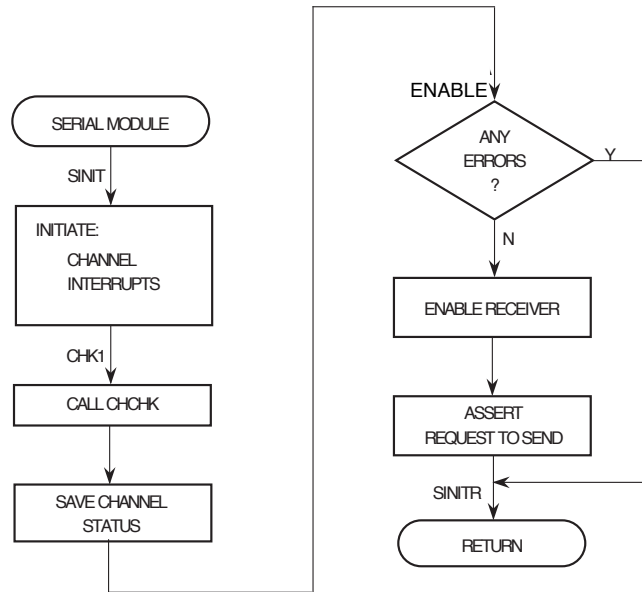 SERIAL MODULE
SINIT
INITIATE:
CHANNEL
INTERRUPTS
CHK1
CALL CHCHK
SAVE CHANNEL
STATUS
ENABLE
ANY
ERRORS
?
Y
N
ENABLE RECEIVER
ASSERT
REQUEST TO SEND
SINITR
RETURN